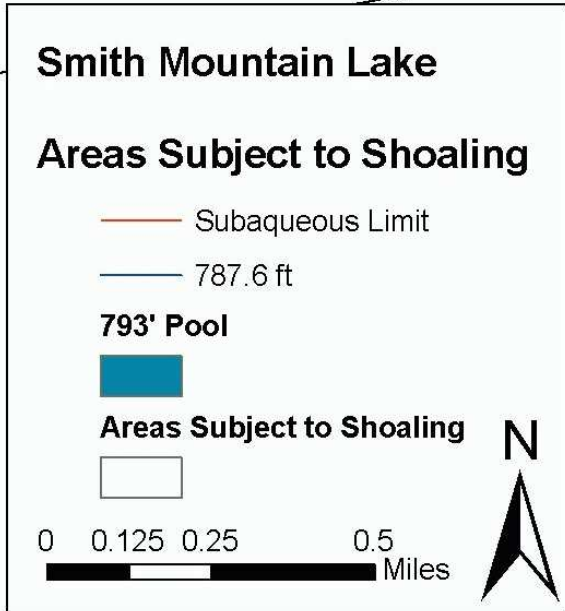 Smith Mountain Lake
Areas Subject to Shoaling
Subaqueous Limit
787.6 ft
793' Pool
Areas Subject to Shoaling
N
0 0.125 0.25 0.5
Miles